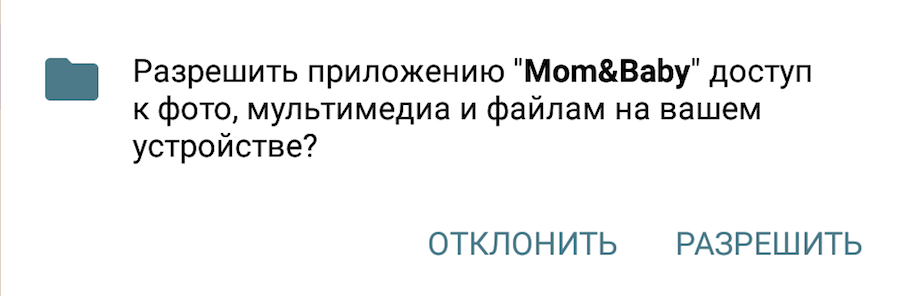 Разрешить приложению "Mom&Baby" доступ
к фото, мультимедиа и файлам на вашем
устройстве?
ОТКЛОНИТЬ РАЗРЕШИТЬ